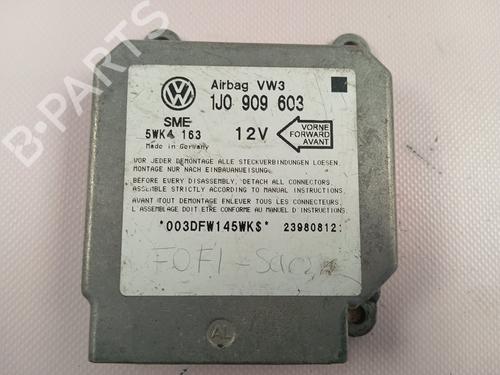 B-PARTS
Airbag VW3
1J0 909 603
SME
5WK4 163
Made in Germany
12V
VORNE
FORWARD
AVANT
VOR JEDER DEMONTAGE ALLE STECKVERBINDUNGEN LOESEN.
MONTAGE NUR NACH EINBAUANWEISUNG.
BEFORE EVERY DISASSEMBLY, DETACH ALL CONNECTORS.
ASSEMBLE STRICTLY ACCORDING TO MANUAL INSTRUCTIONS.
AVANT TOUT DEMONTAGE ENLEVER TOUS LES CONNECTEURS.
L'ASSEMBLAGE DOIT ETRE CONFORME AU MANUEL D'INSTRUCTIONS.
*003DFW145WK$* 23980812
AL